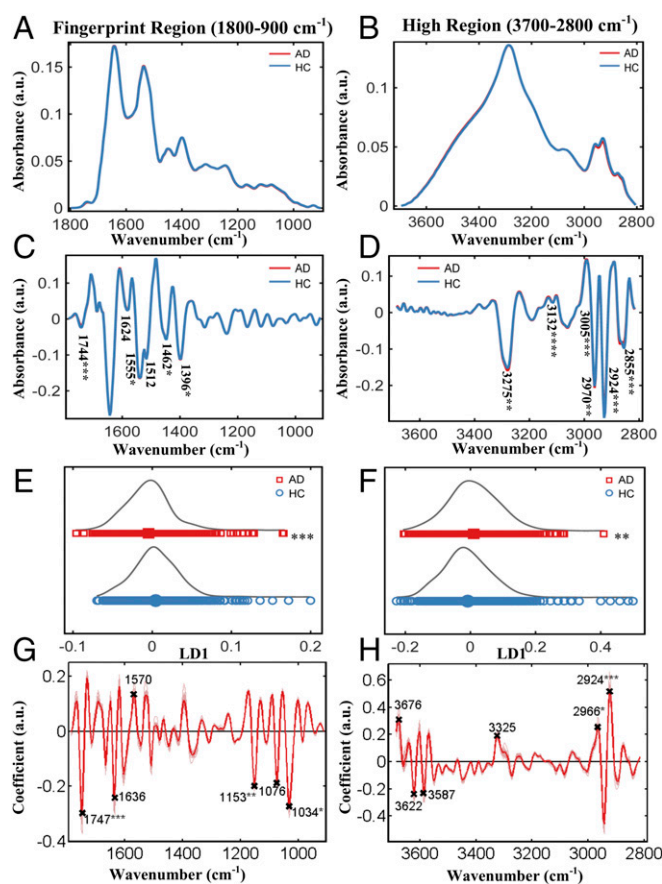 A Fingerprint Region (1800-900 cm⁻¹)
AD
HC
0.15
0.1
0.05
0
Absorbance (a.u.)
1800 1600 1400 1200 1000
Wavenumber (cm⁻¹)
B High Region (3700-2800 cm⁻¹)
AD
HC
0.1
0.05
0
Absorbance (a.u.)
3600 3400 3200 3000 2800
Wavenumber (cm⁻¹)
C
AD
HC
0.1
0
-0.1
-0.2
Absorbance (a.u.)
1744***
1624
1555*
1512
1462*
1396*
1600 1400 1200 1000
Wavenumber (cm⁻¹)
D
AD
HC
0.1
0
-0.1
-0.2
Absorbance (a.u.)
3275**
3132****
3005***
2970**
2924***
2855***
3600 3400 3200 3000 2800
Wavenumber (cm⁻¹)
E
AD
HC
***
-0.1 0 0.1 0.2
LD1
F
AD
HC
**
-0.2 0 0.2 0.4
LD1
G
0.2
0
-0.2
-0.4
Coefficient (a.u.)
1570
1747***
1636
1153**
1076
1034*
1600 1400 1200 1000
Wavenumber (cm⁻¹)
H
0.6
0.4
0.2
0
-0.2
-0.4
Coefficient (a.u.)
3676
3622
3587
3325
2966*
2924***
3600 3400 3200 3000 2800
Wavenumber (cm⁻¹)